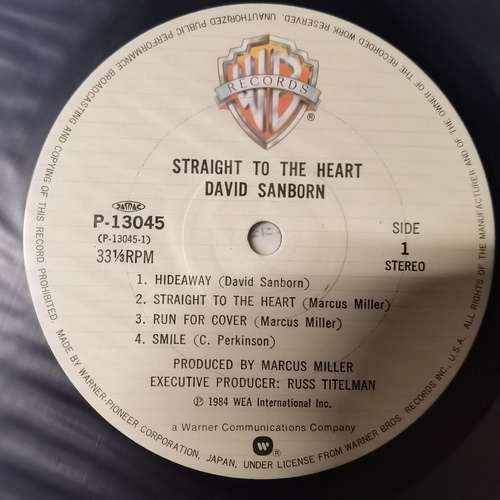 UNAUTHORIZED PUBLIC PERFORMANCE BROADCASTING AND COPYING OF THIS RECORD PROHIBITED.
ALL RIGHTS OF THE MANUFACTURER AND OF THE OWNER OF THE RECORDED WORK RESERVED.
WB
RECORDS
®
STRAIGHT TO THE HEART
DAVID SANBORN
P-13045
(P-13045-1)
33⅓RPM
SIDE
1
STEREO
1. HIDEAWAY (David Sanborn)
2. STRAIGHT TO THE HEART (Marcus Miller)
3. RUN FOR COVER (Marcus Miller)
4. SMILE (C. Perkinson)
PRODUCED BY MARCUS MILLER
EXECUTIVE PRODUCER: RUSS TITELMAN
℗ 1984 WEA International Inc.
a Warner Communications Company
®
MADE BY WARNER-PIONEER CORPORATION, JAPAN, UNDER LICENSE FROM WARNER BROS. RECORDS INC., U.S.A.